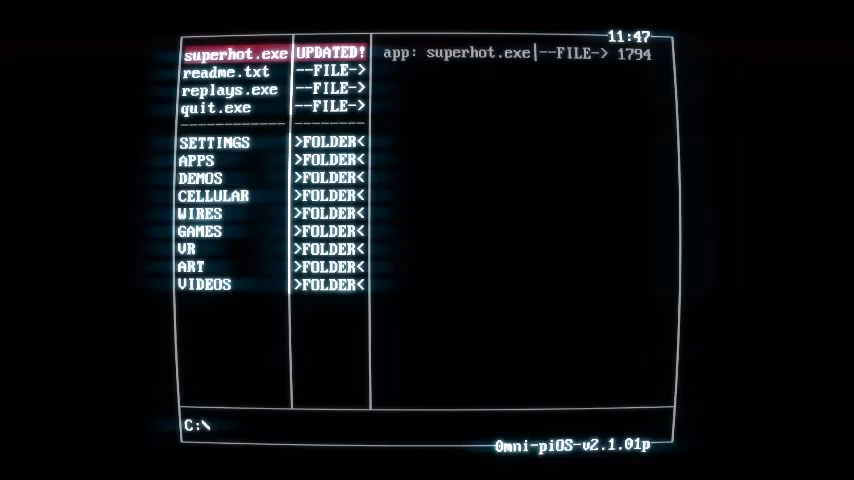 11:47
superhot.exe UPDATED! app: superhot.exe|--FILE-> 1794
readme.txt --FILE->
replays.exe --FILE->
quit.exe --FILE->
SETTINGS >FOLDER<
APPS >FOLDER<
DEMOS >FOLDER<
CELLULAR >FOLDER<
WIRES >FOLDER<
GAMES >FOLDER<
VR >FOLDER<
ART >FOLDER<
VIDEOS >FOLDER<
C:\
Omni-piOS-v2.1.01p